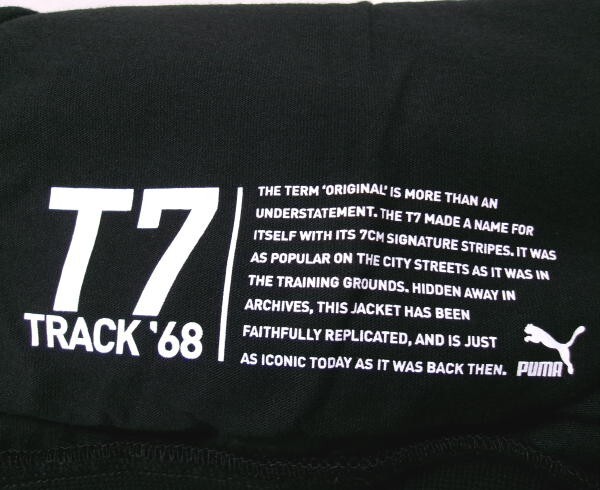 T7
TRACK '68
THE TERM 'ORIGINAL' IS MORE THAN AN
UNDERSTATEMENT. THE T7 MADE A NAME FOR
ITSELF WITH ITS 7CM SIGNATURE STRIPES. IT WAS
AS POPULAR ON THE CITY STREETS AS IT WAS IN
THE TRAINING GROUNDS. HIDDEN AWAY IN
ARCHIVES, THIS JACKET HAS BEEN
FAITHFULLY REPLICATED, AND IS JUST
AS ICONIC TODAY AS IT WAS BACK THEN.
PUMA